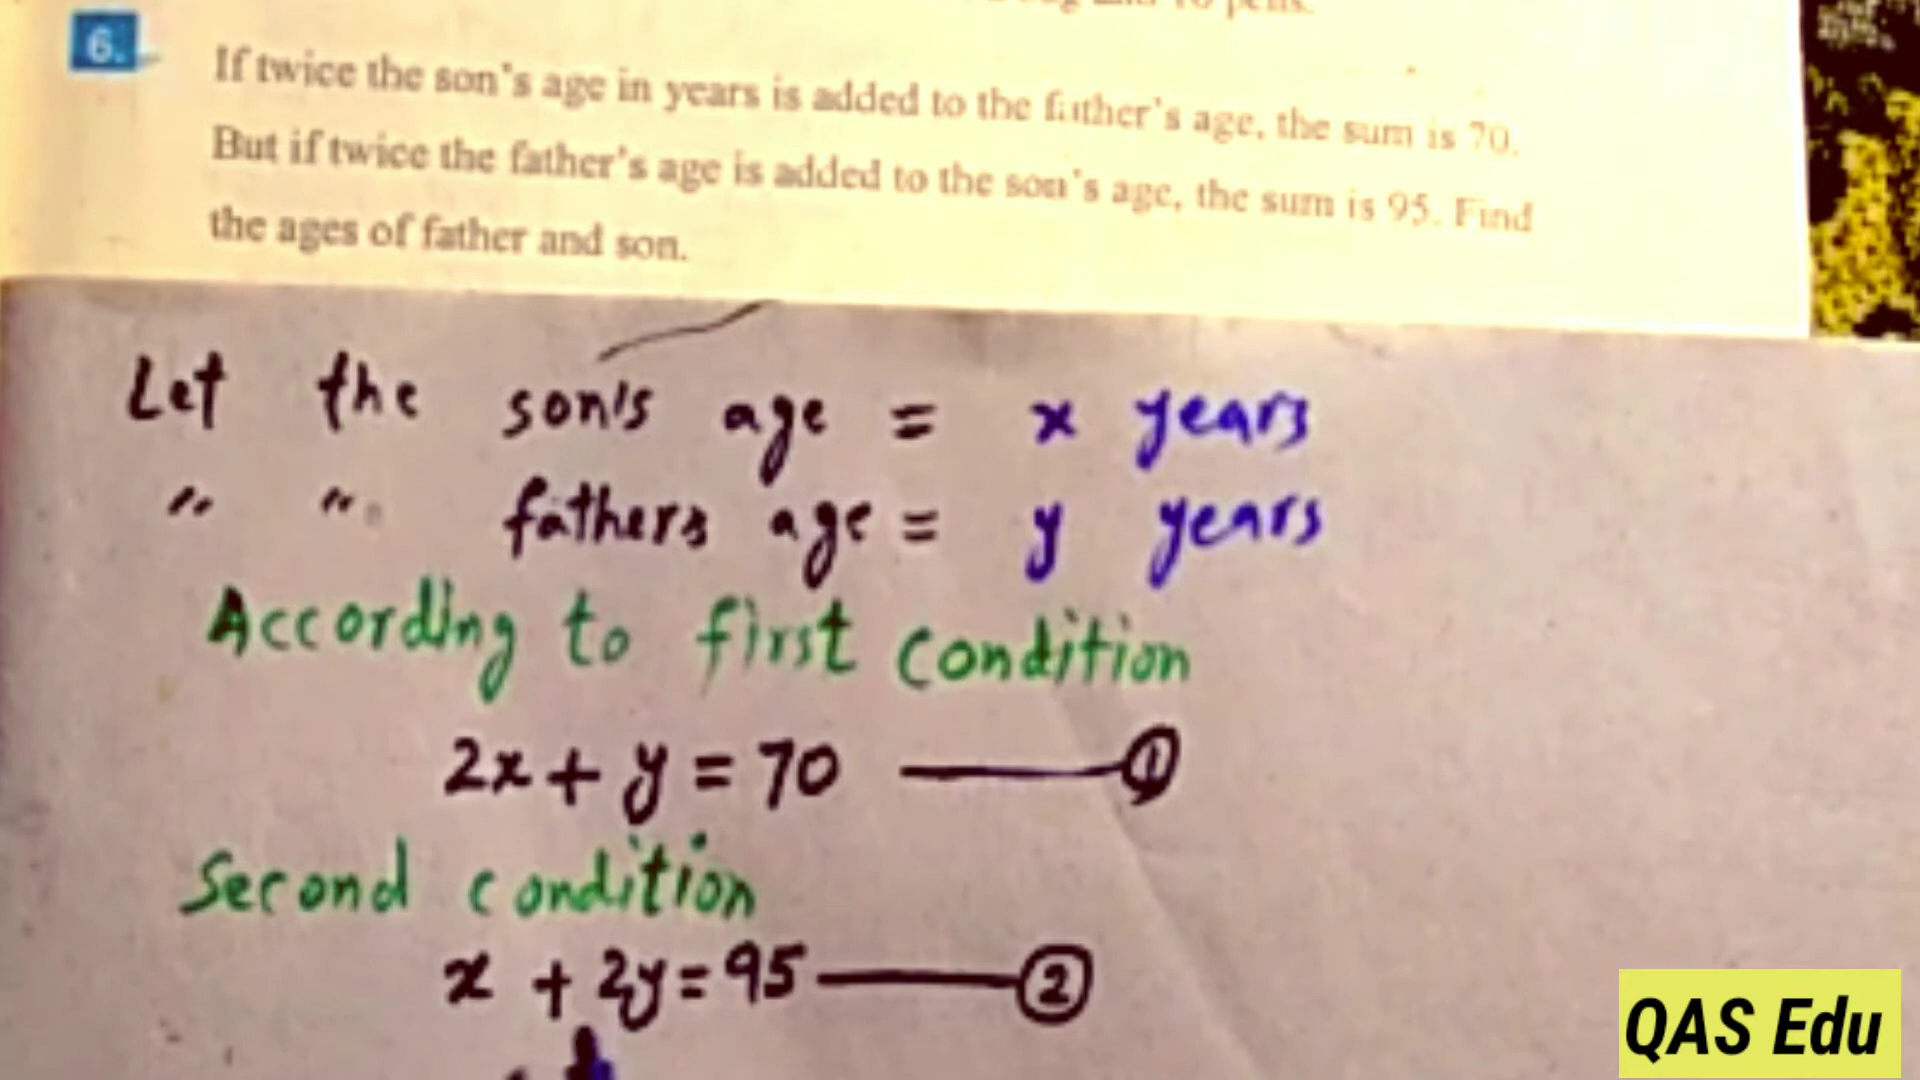 6.
If twice the son's age in years is added to the father's age, the sum is 70.
But if twice the father's age is added to the son's age, the sum is 95. Find
the ages of father and son.
Let the son's age = x years
〃 〃 fathers age = y years
According to first condition
2x + y = 70 —— ①
Second condition
x + 2y = 95 —— ②
QAS Edu